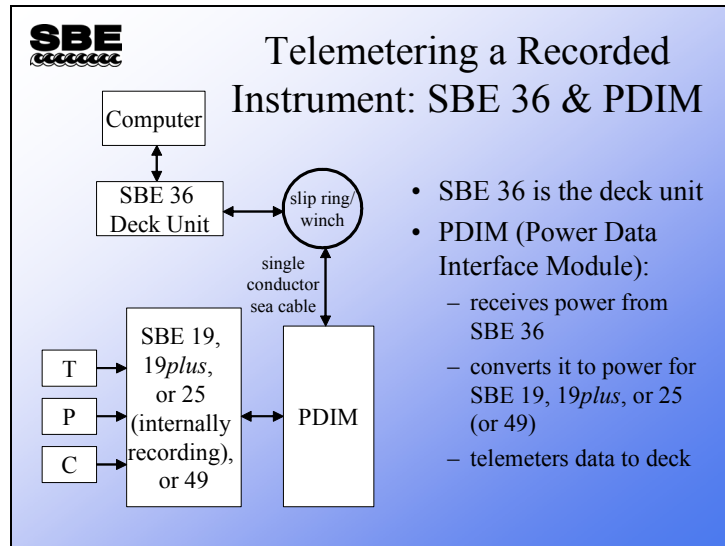 SBE
Telemetering a Recorded
Instrument: SBE 36 & PDIM
Computer
SBE 36
Deck Unit
slip ring/
winch
single
conductor
sea cable
T
P
C
SBE 19,
19plus,
or 25
(internally
recording),
or 49
PDIM
• SBE 36 is the deck unit
• PDIM (Power Data
Interface Module):
– receives power from
SBE 36
– converts it to power for
SBE 19, 19plus, or 25
(or 49)
– telemeters data to deck